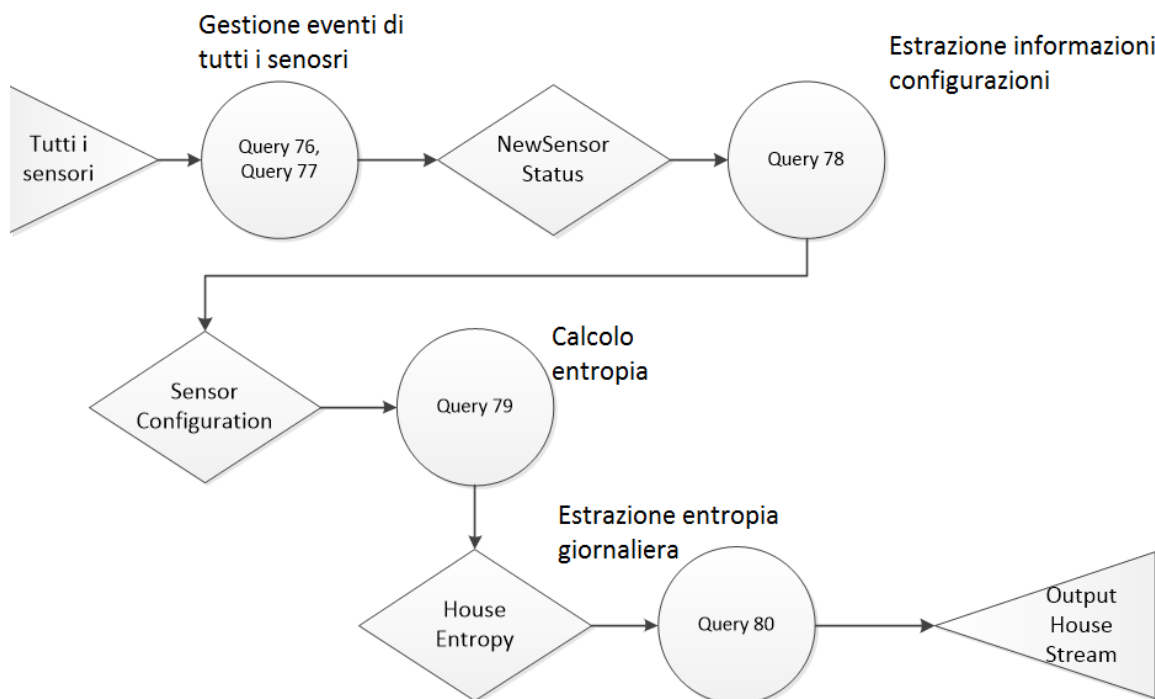 Gestione eventi di
tutti i senosri
Estrazione informazioni
configurazioni
Tutti i
sensori
Query 76,
Query 77
NewSensor
Status
Query 78
Sensor
Configuration
Query 79
Calcolo
entropia
House
Entropy
Estrazione entropia
giornaliera
Query 80
Output
House
Stream